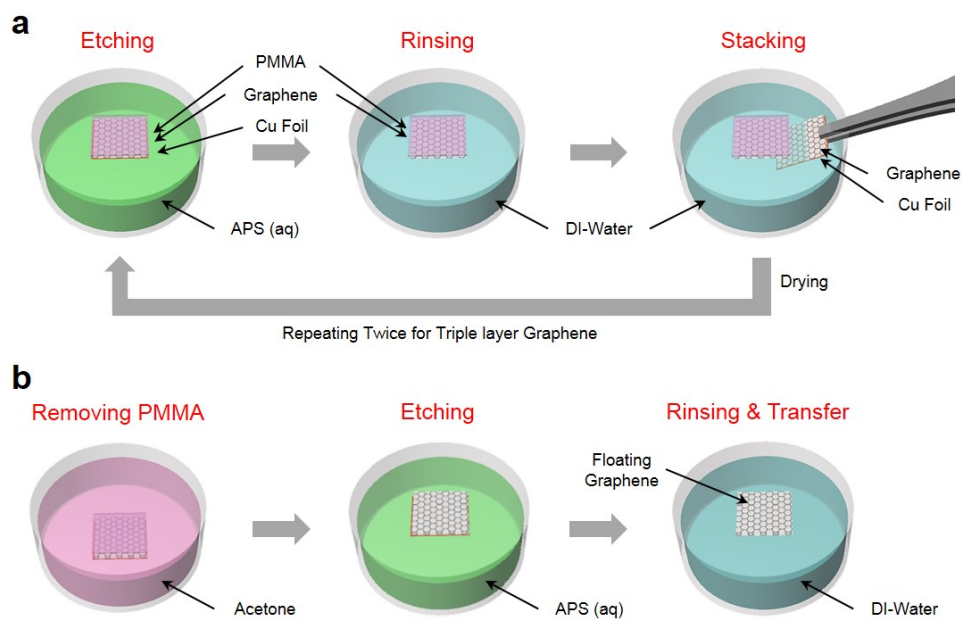 a
Etching
Rinsing
Stacking
PMMA
Graphene
Cu Foil
Graphene
Cu Foil
APS (aq)
DI-Water
Drying
Repeating Twice for Triple layer Graphene
b
Removing PMMA
Etching
Rinsing & Transfer
Floating
Graphene
Acetone
APS (aq)
DI-Water